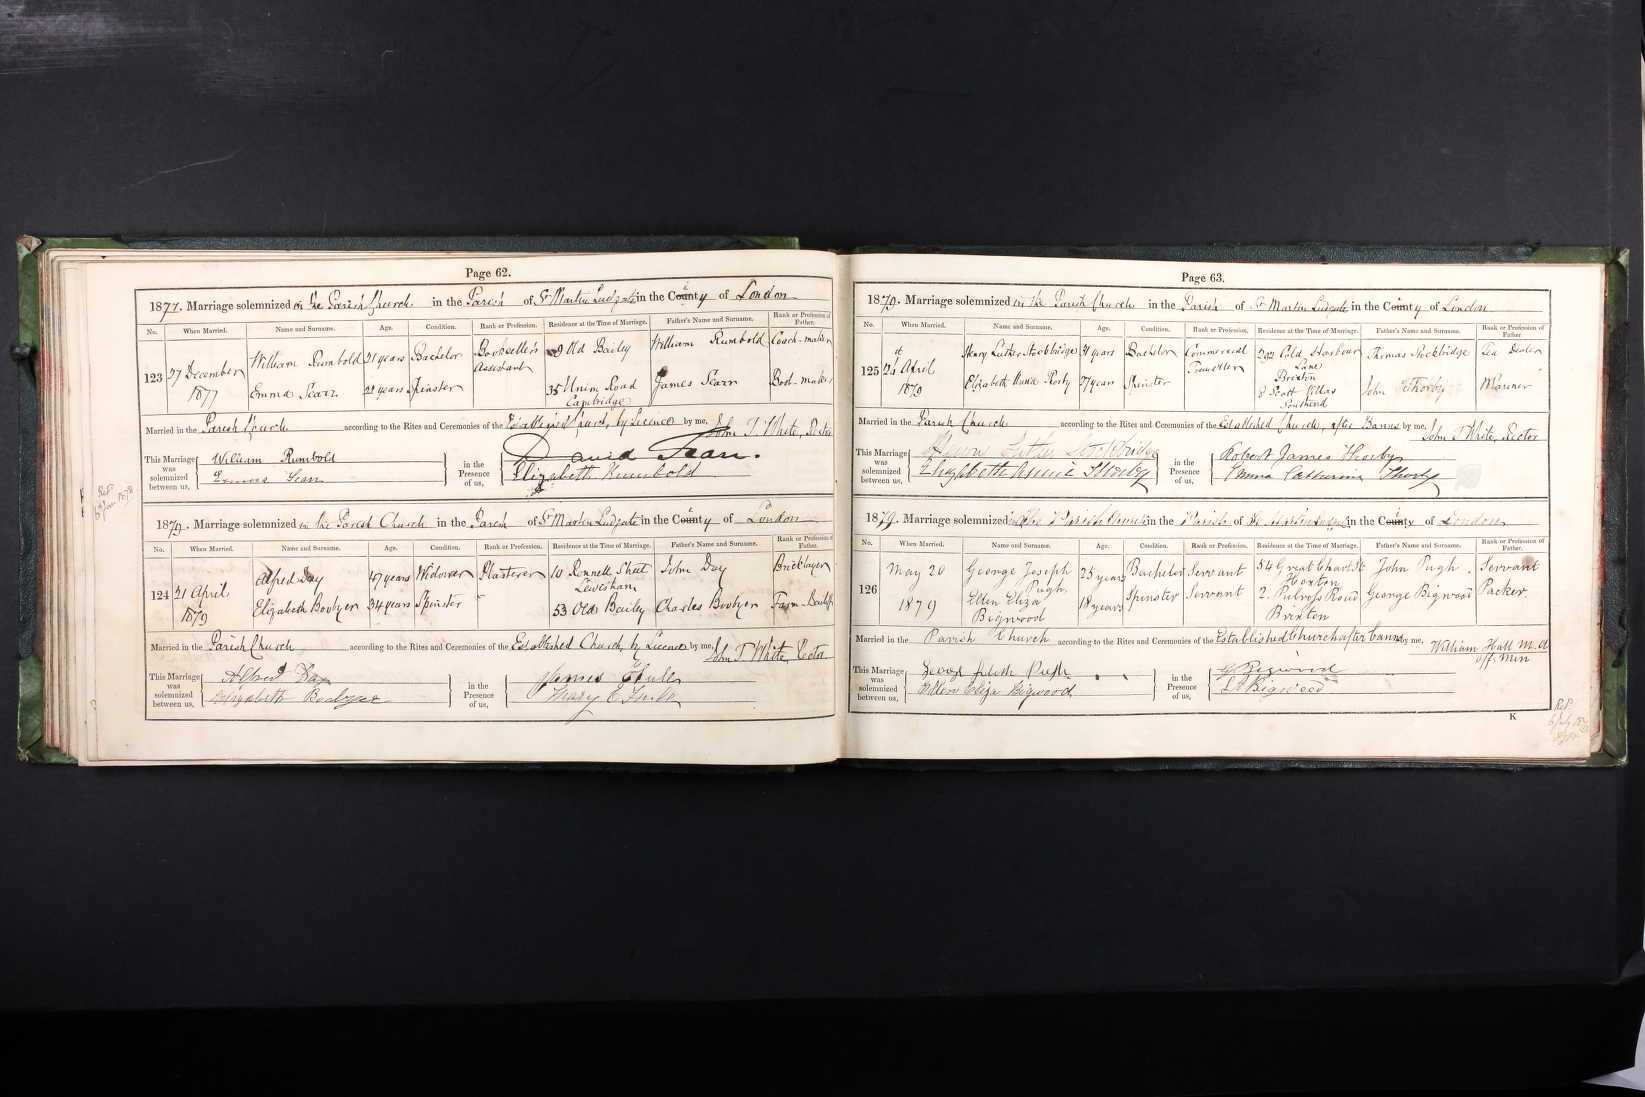 Page 62.
1877. Marriage solemnized in the Parish Church in the Parish of St Martin Ludgate in the County of London
No. When Married. Name and Surname. Age. Condition. Rank or Profession. Residence at the Time of Marriage. Father's Name and Surname. Rank or Profession of Father.
123 27 December 1877 William Rumbold 21 years Bachelor Bookseller's Assistant Old Bailey William Rumbold Coach-maker
Emma Searn 22 years Spinster 35 Union Road Cambridge James Searn Boot-maker
Married in the Parish Church according to the Rites and Ceremonies of the Established Church, by Licence by me, John T. White, Rector
This Marriage was solemnized between us, William Rumbold in the Presence of us, David Searn.
Emma Searn Elizabeth Rumbold
1879. Marriage solemnized in the Parish Church in the Parish of St Martin Ludgate in the County of London
No. When Married. Name and Surname. Age. Condition. Rank or Profession. Residence at the Time of Marriage. Father's Name and Surname. Rank or Profession of Father.
124 21 April 1879 Alfred Day 47 years Widower Plasterer 10 Rennell Street Lewisham John Day Bricklayer
Elizabeth Boolyer 34 years Spinster 53 Old Bailey Charles Boolyer Farm-Bailiff
Married in the Parish Church according to the Rites and Ceremonies of the Established Church, by Licence by me, John T White, Rector
This Marriage was solemnized between us, Alfred Day in the Presence of us, James
Elizabeth Boolyer Mary E
Page 63.
1879. Marriage solemnized in the Parish Church in the Parish of St Martin Ludgate in the County of London
No. When Married. Name and Surname. Age. Condition. Rank or Profession. Residence at the Time of Marriage. Father's Name and Surname. Rank or Profession of Father.
125 April 1879 Henry Luther Stockbridge 31 years Bachelor Commercial Traveller Cold Harbour Lane Brixton Thomas Stockbridge Tea Dealer
Elizabeth Annie Thorby 27 years Spinster 8 Scott Villas Southend John Thorby Mariner
Married in the Parish Church according to the Rites and Ceremonies of the Established Church, after Banns by me, John T White, Rector
This Marriage was solemnized between us, Henry Luther Stockbridge in the Presence of us, Robert James Thorby
Elizabeth Annie Thorby Emma Catherine Thorby
1879. Marriage solemnized in the Parish Church in the Parish of St Martin Ludgate in the County of London
No. When Married. Name and Surname. Age. Condition. Rank or Profession. Residence at the Time of Marriage. Father's Name and Surname. Rank or Profession of Father.
126 May 20 1879 George Joseph Pugh 25 years Bachelor Servant 54 Great Chart St Hoxton John Pugh Servant
Ellen Eliza Bigwood 18 years Spinster Servant 2. Pulross Road Brixton George Bigwood Packer
Married in the Parish Church according to the Rites and Ceremonies of the Established Church after Banns by me, William Hall M.A off. Min
This Marriage was solemnized between us, George Joseph Pugh in the Presence of us, G Bigwood
Ellen Eliza Bigwood Bigwood
K